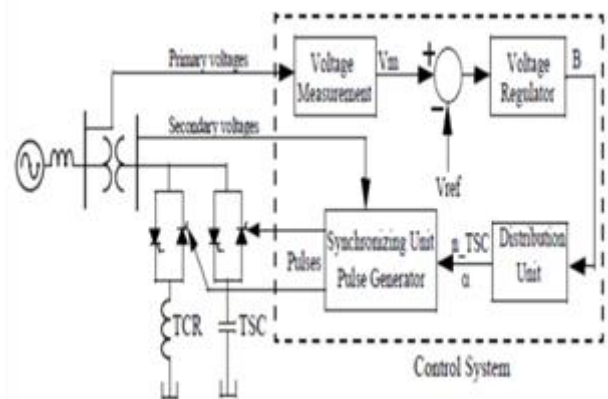 Primary voltages
Voltage
Measurement
Vm
+
−
Voltage
Regulator
B
Secondary voltages
Vref
Synchronizing Unit
Pulse Generator
n_TSC
α
Distribution
Unit
Pulses
TCR
TSC
Control System